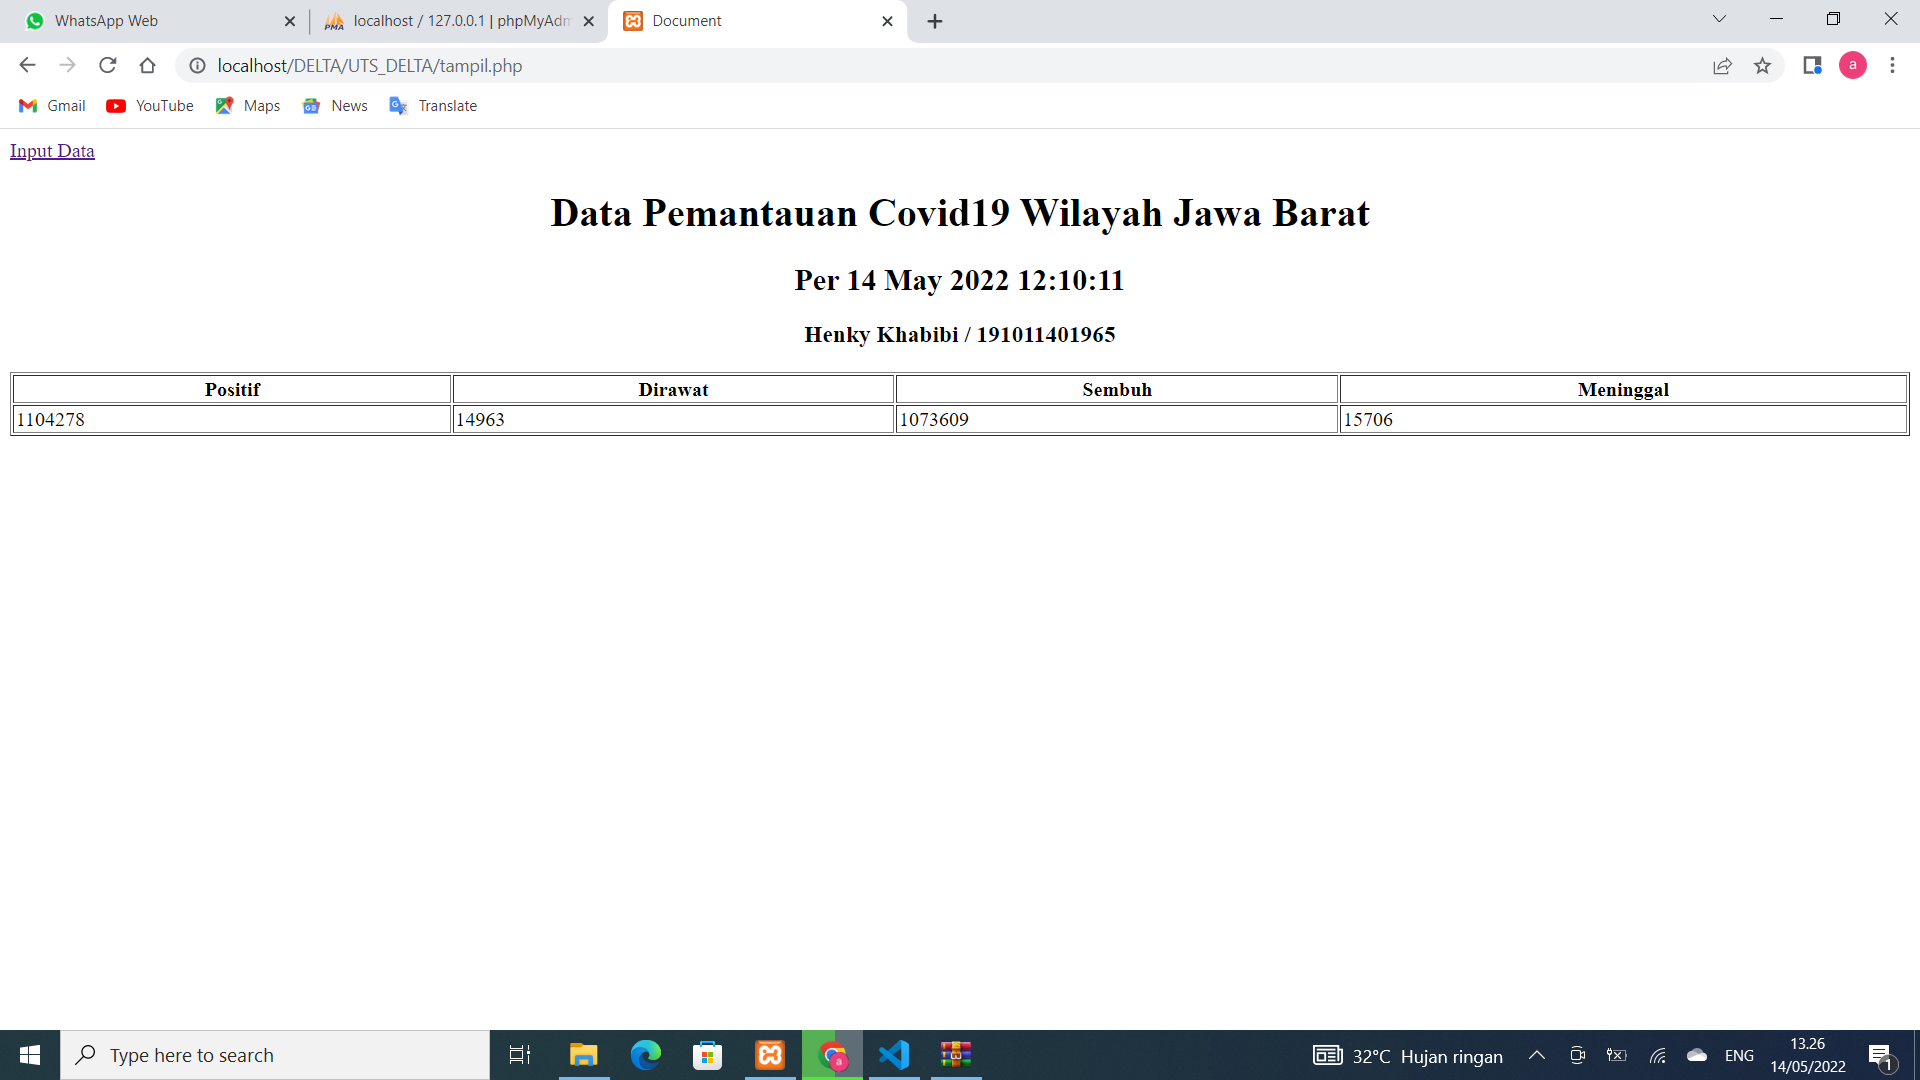 WhatsApp Web
localhost / 127.0.0.1 | phpMyAdm
Document
localhost/DELTA/UTS_DELTA/tampil.php
a
Gmail
YouTube
Maps
News
Translate
Input Data
Data Pemantauan Covid19 Wilayah Jawa Barat
Per 14 May 2022 12:10:11
Henky Khabibi / 191011401965
Positif Dirawat Sembuh Meninggal
1104278 14963 1073609 15706
Type here to search
32°C Hujan ringan
ENG
13.26
14/05/2022
1